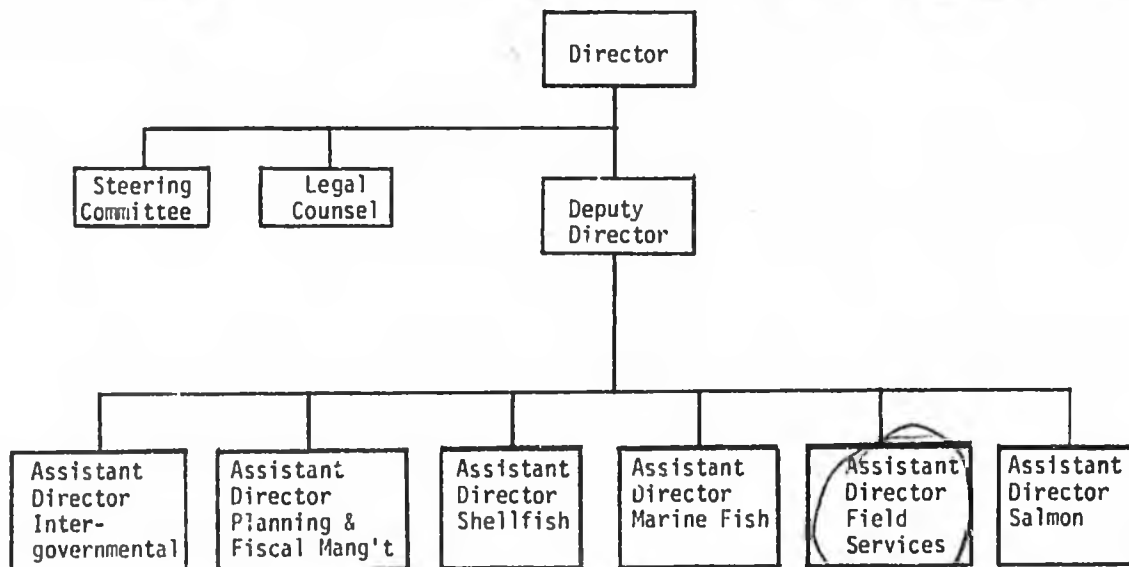 Director
Steering
Committee
Legal
Counsel
Deputy
Director
Assistant
Director
Inter-
governmental
Assistant
Director
Planning &
Fiscal Mang't
Assistant
Director
Shellfish
Assistant
Director
Marine Fish
Assistant
Director
Field
Services
Assistant
Director
Salmon